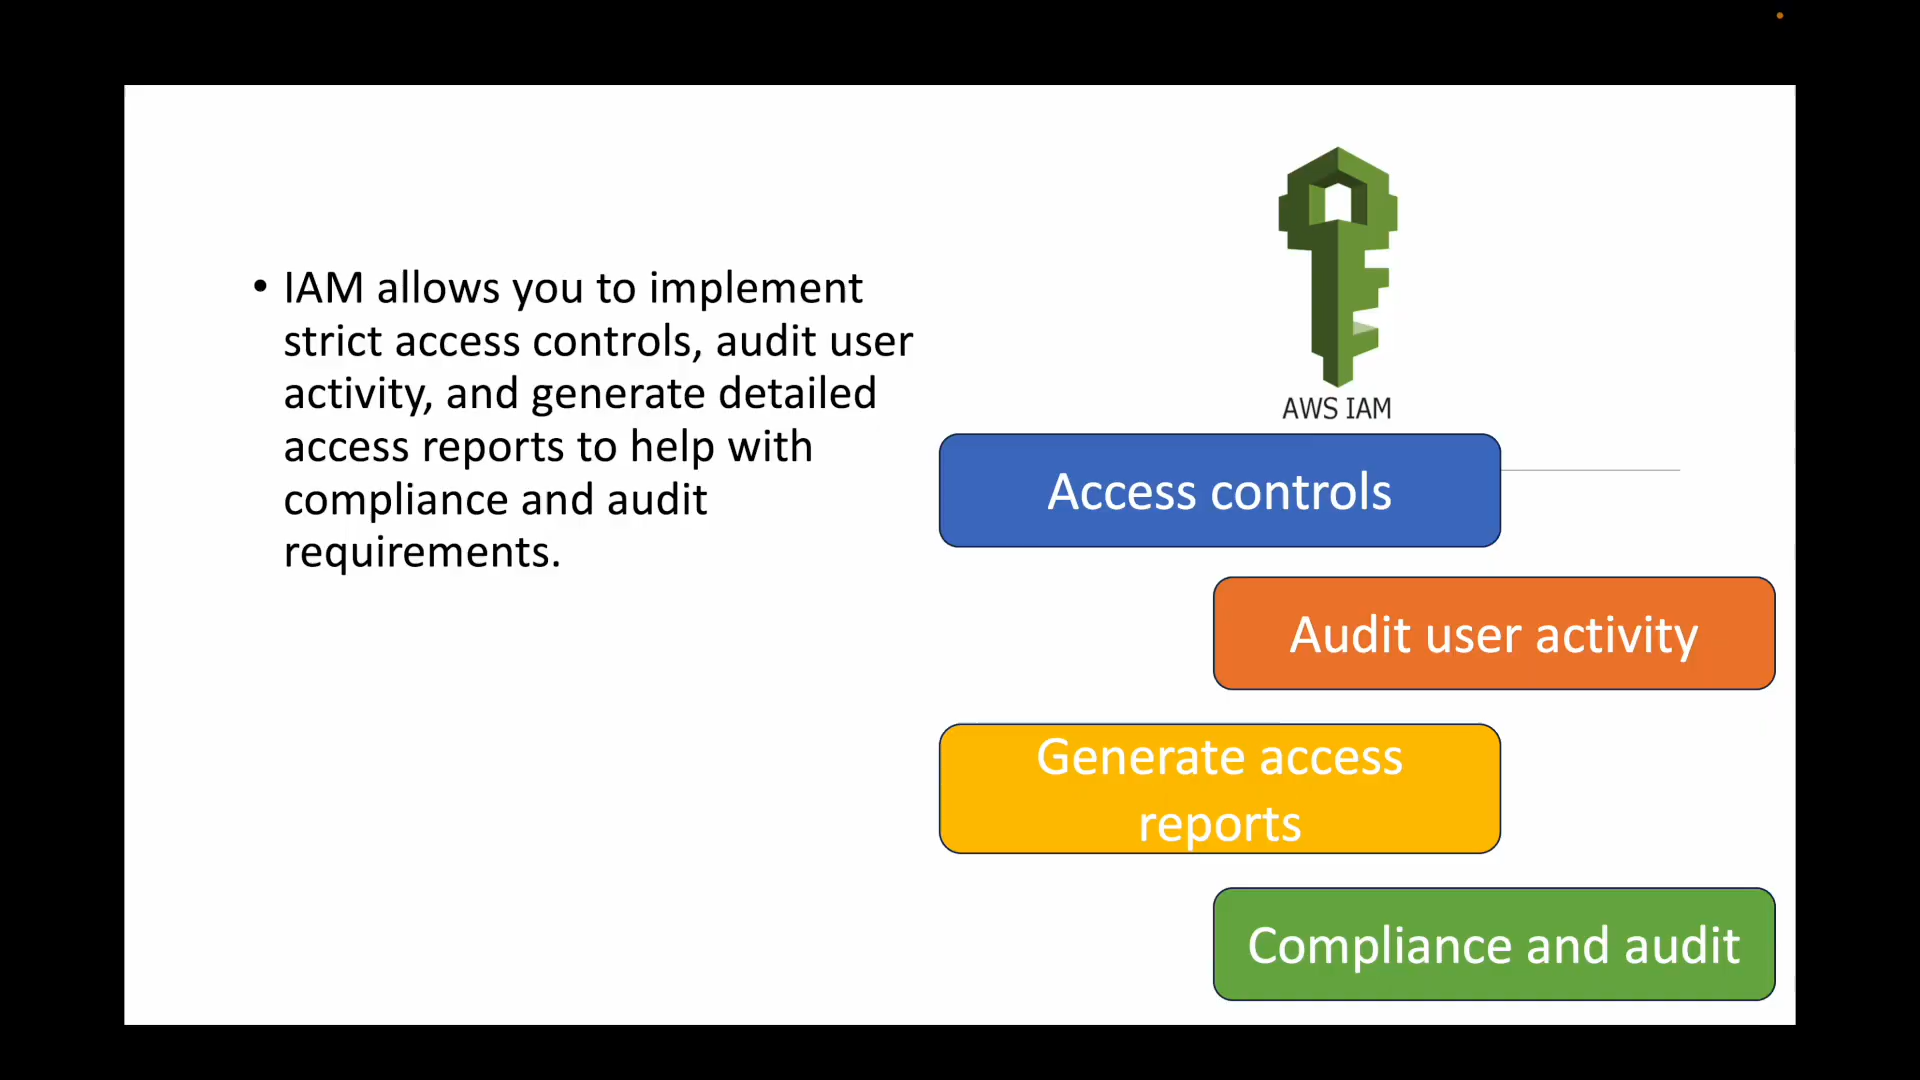 • IAM allows you to implement
strict access controls, audit user
activity, and generate detailed
access reports to help with
compliance and audit
requirements.
AWS IAM
Access controls
Audit user activity
Generate access
reports
Compliance and audit